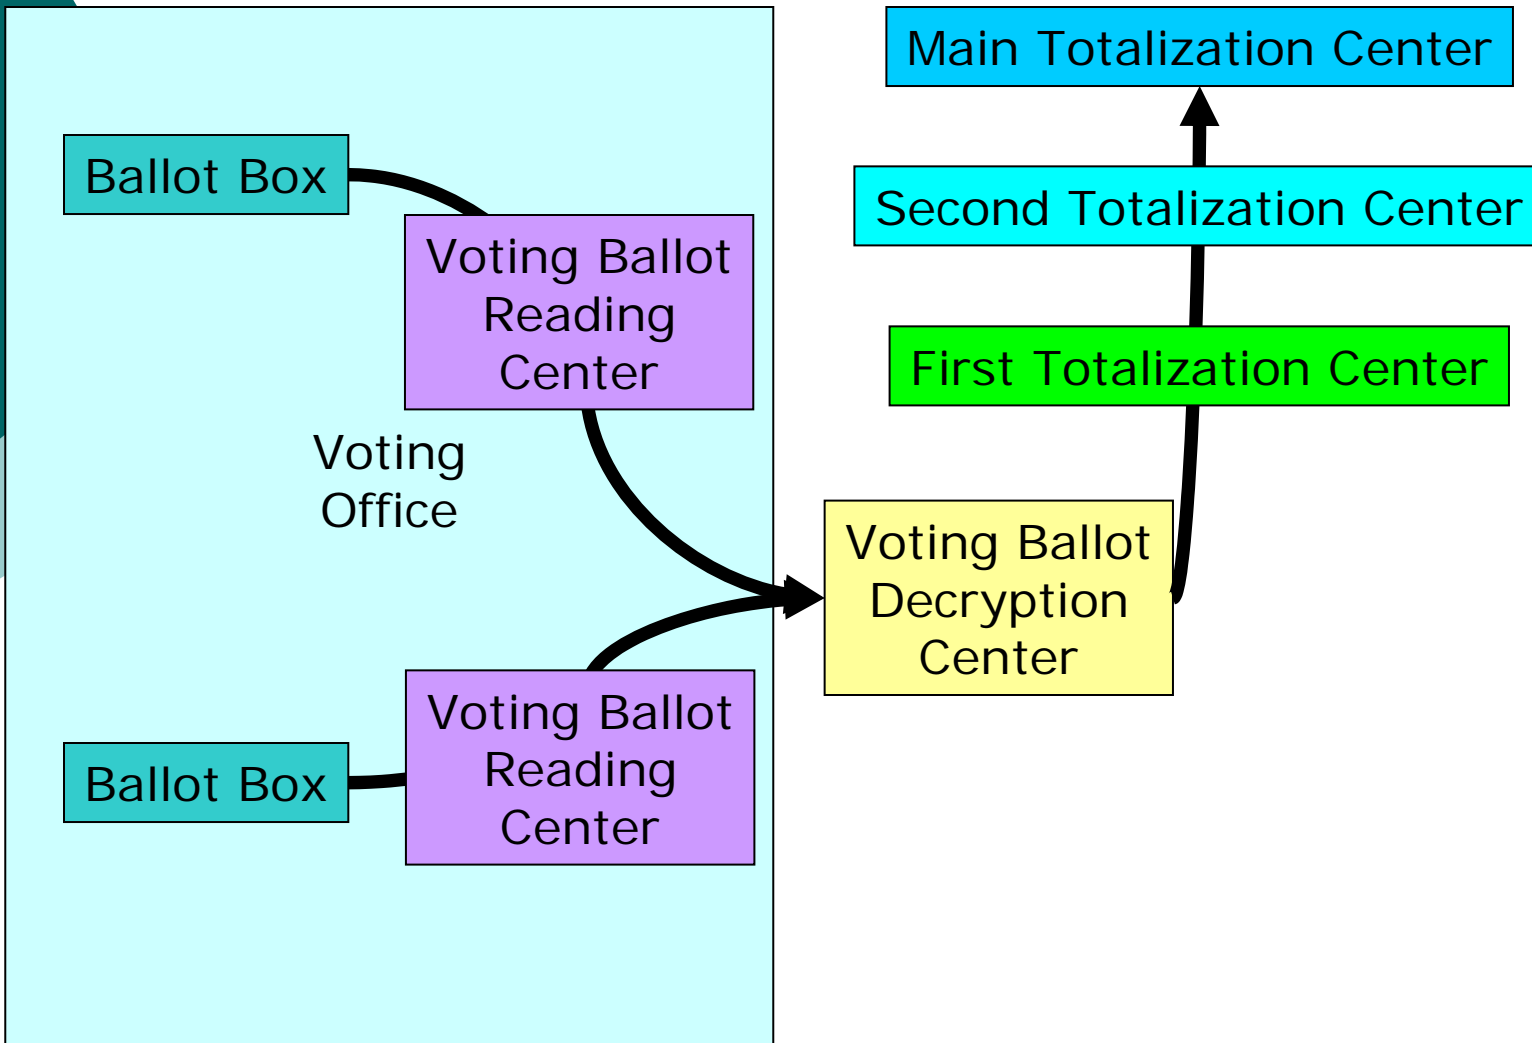 Ballot Box
Voting Ballot
Reading
Center
Voting
Office
Voting Ballot
Reading
Center
Ballot Box
Main Totalization Center
Second Totalization Center
First Totalization Center
Voting Ballot
Decryption
Center